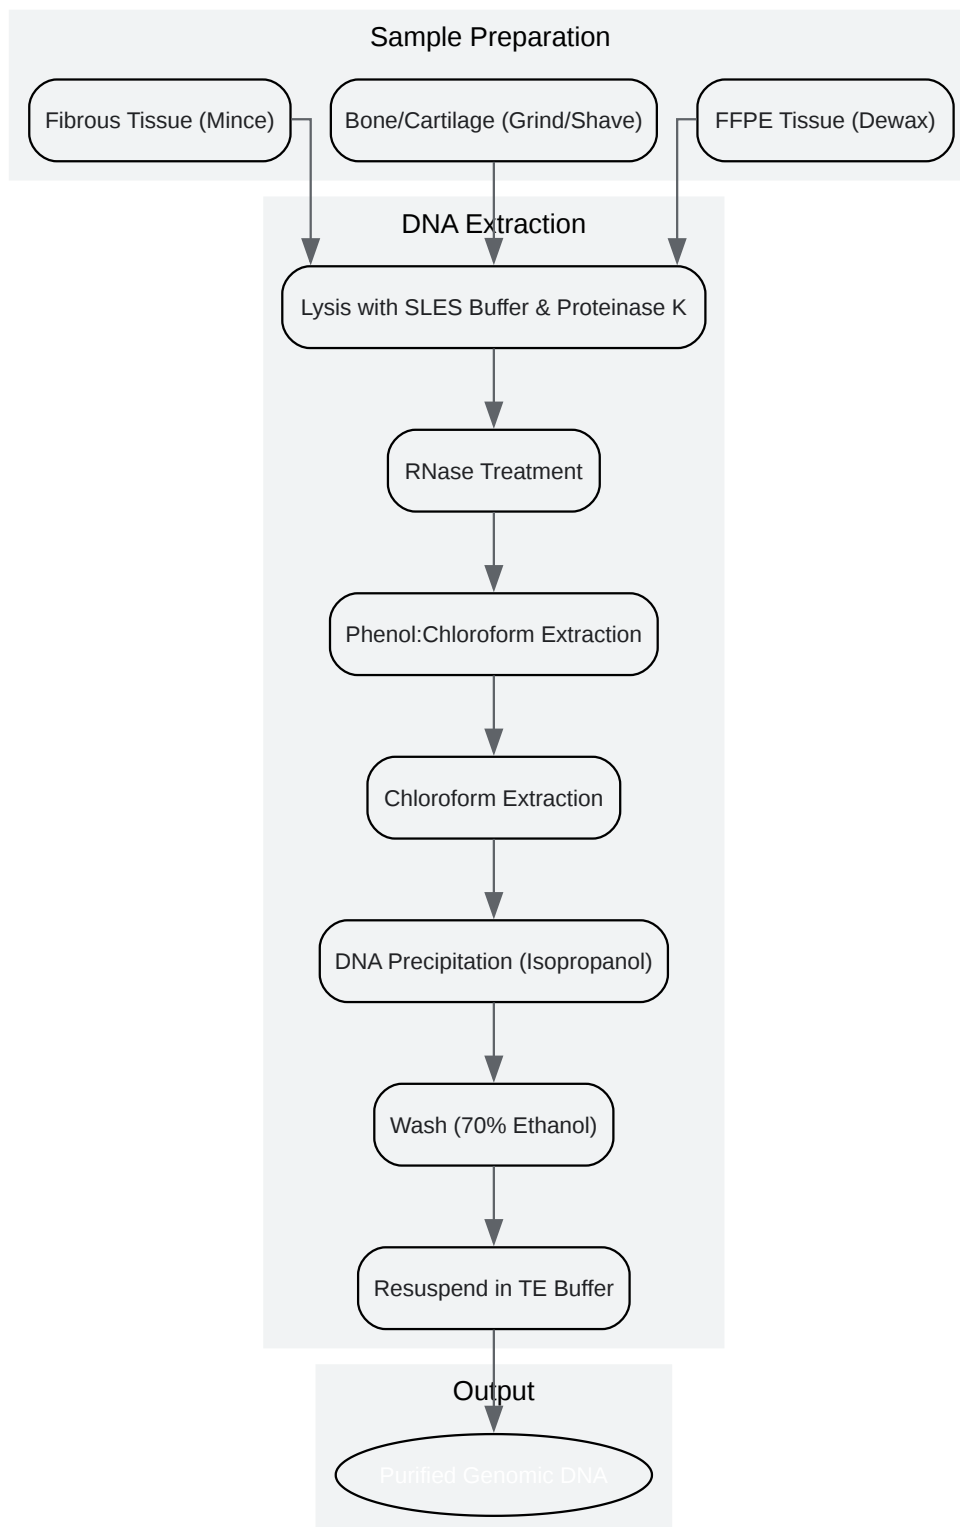 Sample Preparation
Fibrous Tissue (Mince)
Bone/Cartilage (Grind/Shave)
FFPE Tissue (Dewax)
DNA Extraction
Lysis with SLES Buffer & Proteinase K
RNase Treatment
Phenol:Chloroform Extraction
Chloroform Extraction
DNA Precipitation (Isopropanol)
Wash (70% Ethanol)
Resuspend in TE Buffer
Output
Purified Genomic DNA